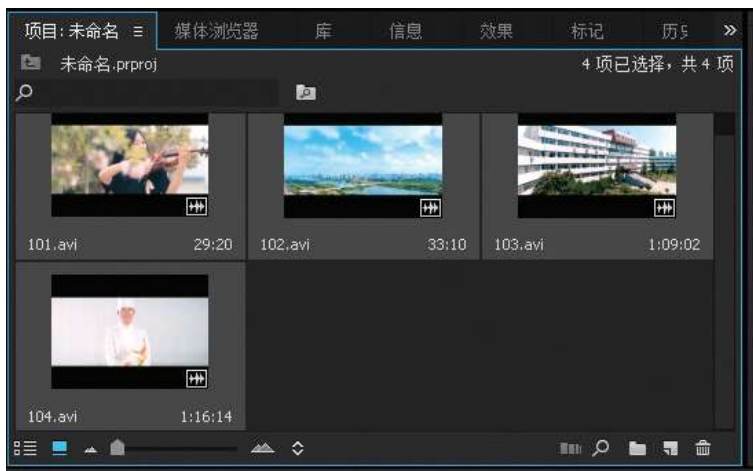 项目: 未命名 媒体浏览器 库 信息 效果 标记 历
未命名.prproj 4 项已选择，共 4 项
101.avi 29:20 102.avi 33:10 103.avi 1:09:02
104.avi 1:16:14